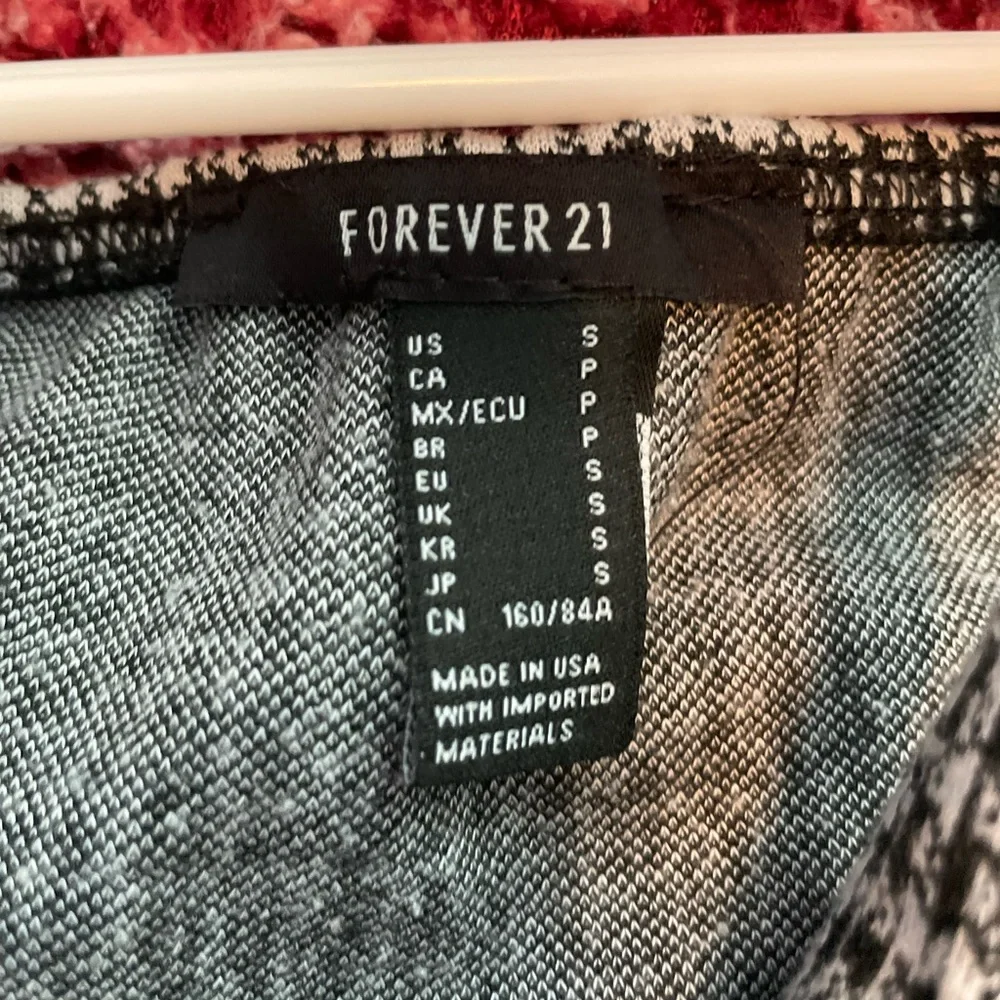 FOREVER 21
US S
CA P
MX/ECU P
BR P
EU S
UK S
KR S
JP S
CN 160/84A
MADE IN USA
WITH IMPORTED
MATERIALS